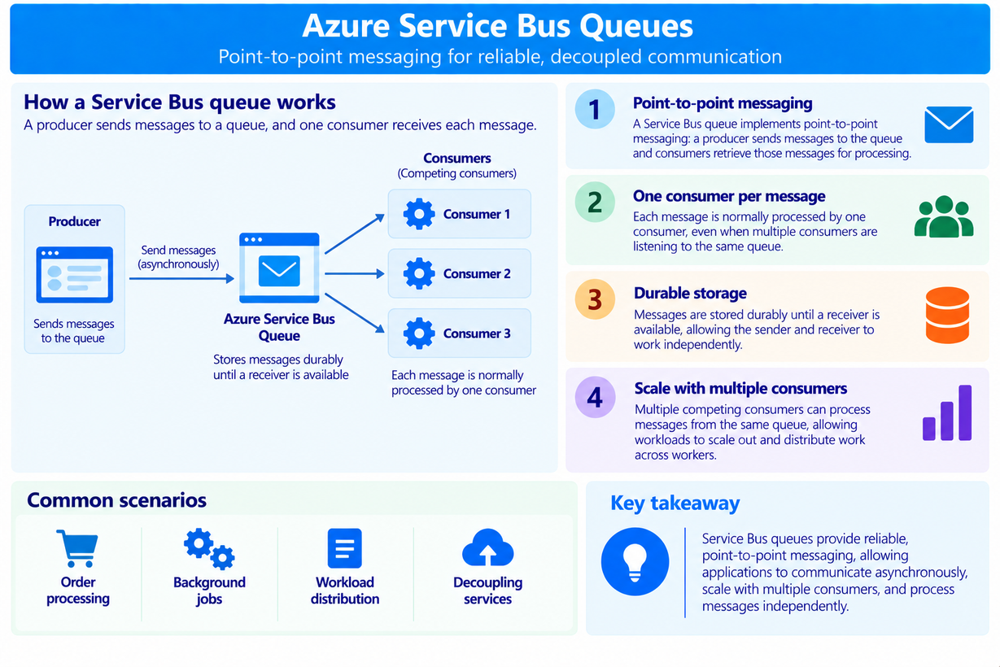 Azure Service Bus Queues
Point-to-point messaging for reliable, decoupled communication
How a Service Bus queue works
A producer sends messages to a queue, and one consumer receives each message.
Producer
Sends messages
to the queue
Send messages
(asynchronously)
Azure Service Bus
Queue
Stores messages durably
until a receiver is available
Consumers
(Competing consumers)
Consumer 1
Consumer 2
Consumer 3
Each message is normally
processed by one consumer
1
Point-to-point messaging
A Service Bus queue implements point-to-point
messaging: a producer sends messages to the queue
and consumers retrieve those messages for processing.
2
One consumer per message
Each message is normally processed by one
consumer, even when multiple consumers are
listening to the same queue.
3
Durable storage
Messages are stored durably until a receiver is
available, allowing the sender and receiver to
work independently.
4
Scale with multiple consumers
Multiple competing consumers can process
messages from the same queue, allowing
workloads to scale out and distribute work
across workers.
Common scenarios
Order
processing
Background
jobs
Workload
distribution
Decoupling
services
Key takeaway
Service Bus queues provide reliable,
point-to-point messaging, allowing
applications to communicate asynchronously,
scale with multiple consumers, and process
messages independently.